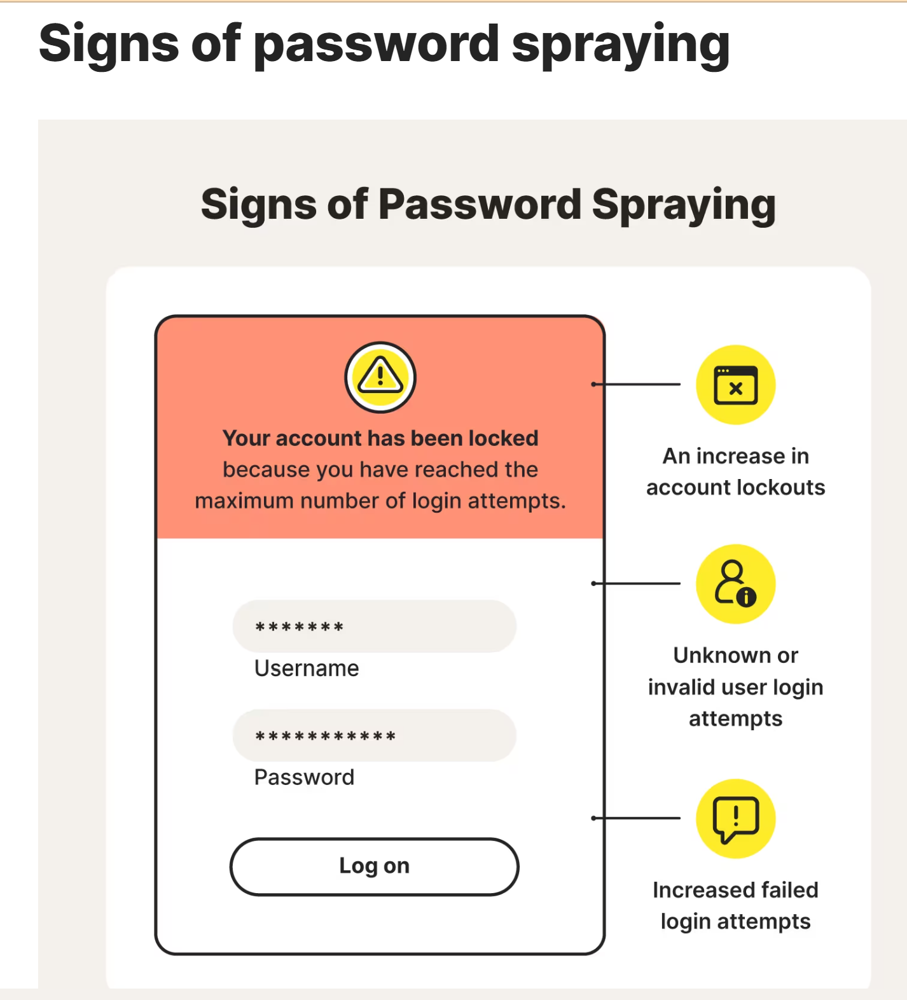 Signs of password spraying
Signs of Password Spraying
Your account has been locked
because you have reached the
maximum number of login attempts.
*******
Username
***********
Password
Log on
An increase in
account lockouts
Unknown or
invalid user login
attempts
Increased failed
login attempts